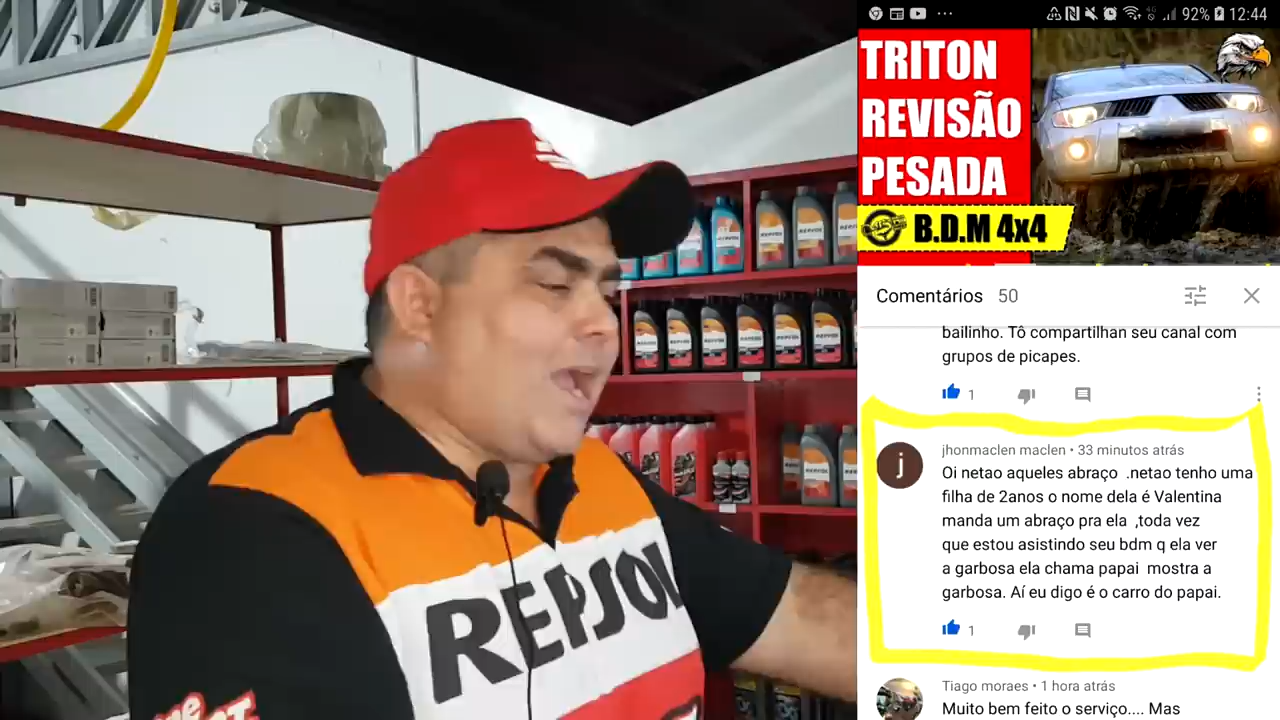 92% 12:44
TRITON
REVISÃO
PESADA
B.D.M 4x4
Comentários 50
bailinho. Tô compartilhan seu canal com
grupos de picapes.
1
jhonmaclen maclen • 33 minutos atrás
Oi netao aqueles abraço .netao tenho uma
filha de 2anos o nome dela é Valentina
manda um abraço pra ela ,toda vez
que estou asistindo seu bdm q ela ver
a garbosa ela chama papai mostra a
garbosa. Aí eu digo é o carro do papai.
1
Tiago moraes • 1 hora atrás
Muito bem feito o serviço.... Mas
REPSOL
REPSOL
REPSOL
REPSOL